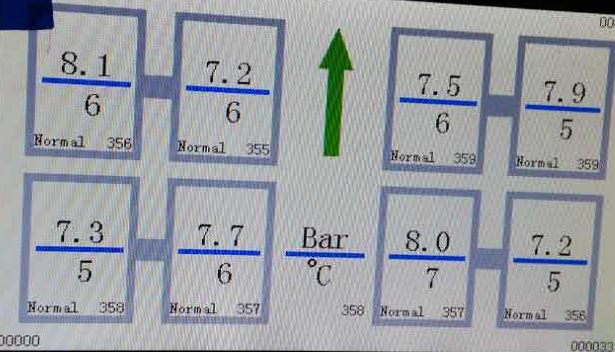 00
8.1
6
Normal 356
7.2
6
Normal 355
7.5
6
Normal 359
7.9
5
Normal 359
7.3
5
Normal 358
7.7
6
Normal 357
Bar
°C
358
8.0
7
Normal 357
7.2
5
Normal 356
00000
000033